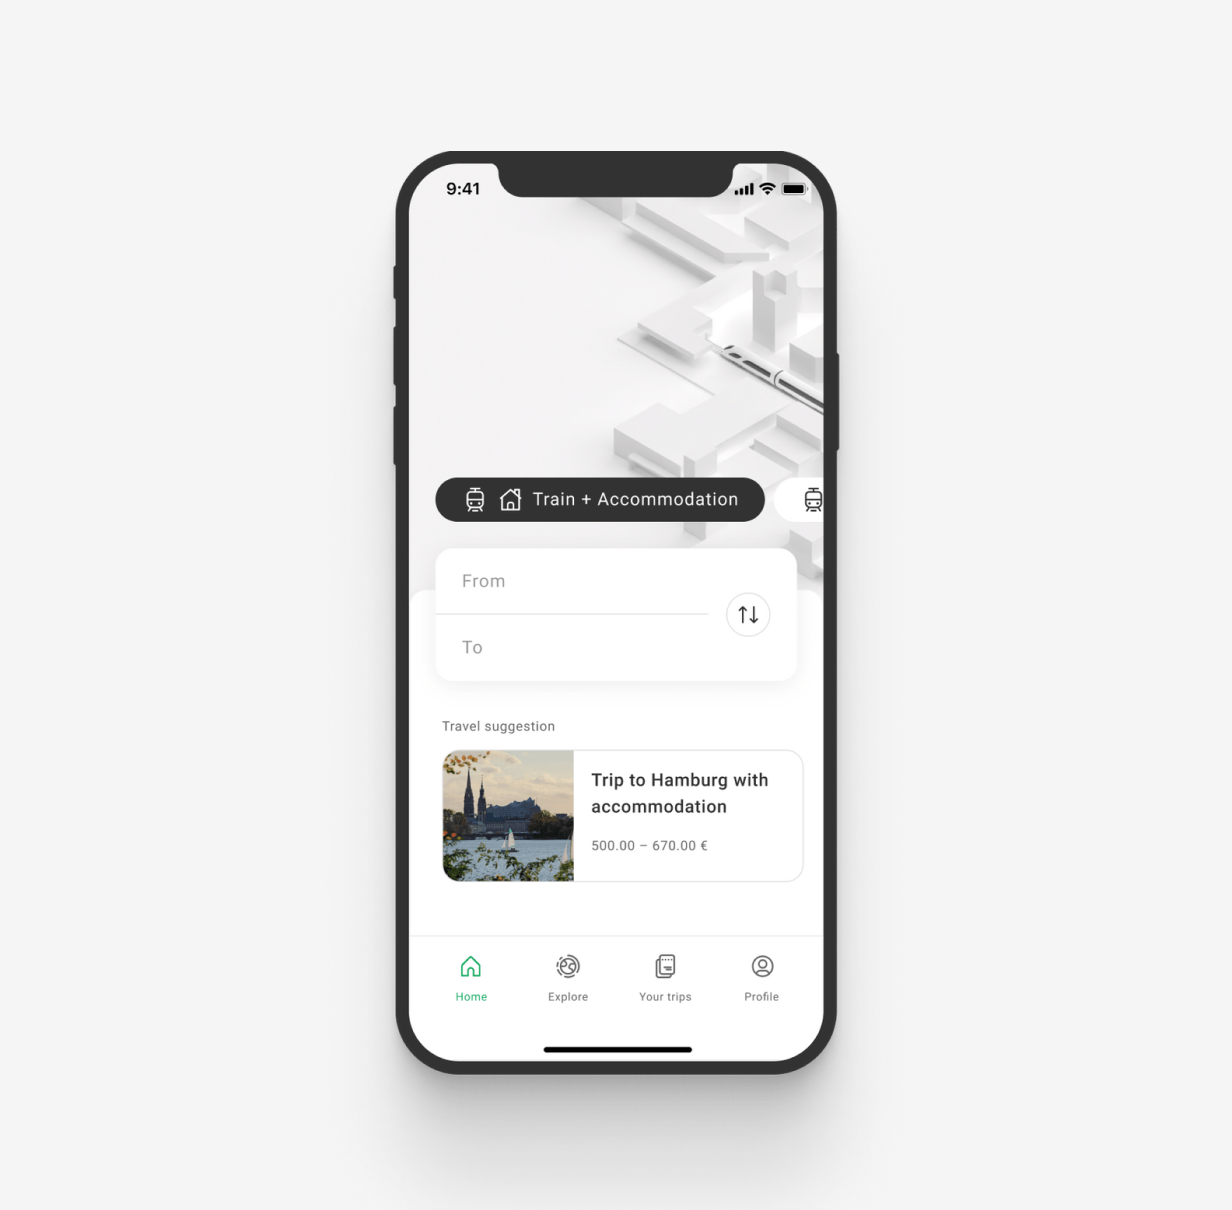 9:41
Train + Accommodation
From
To
Travel suggestion
Trip to Hamburg with
accommodation
500.00 – 670.00 €
Home
Explore
Your trips
Profile